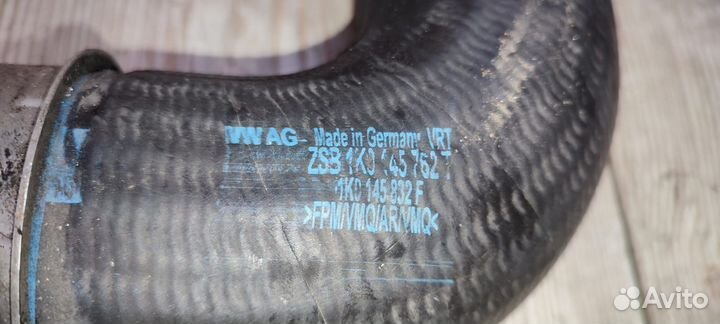 VW AG Made in Germany VRT
ZSB 1K0 145 762 T
1K0 145 832 F
>FPM/VMQ/AR/VMQ<
Avito